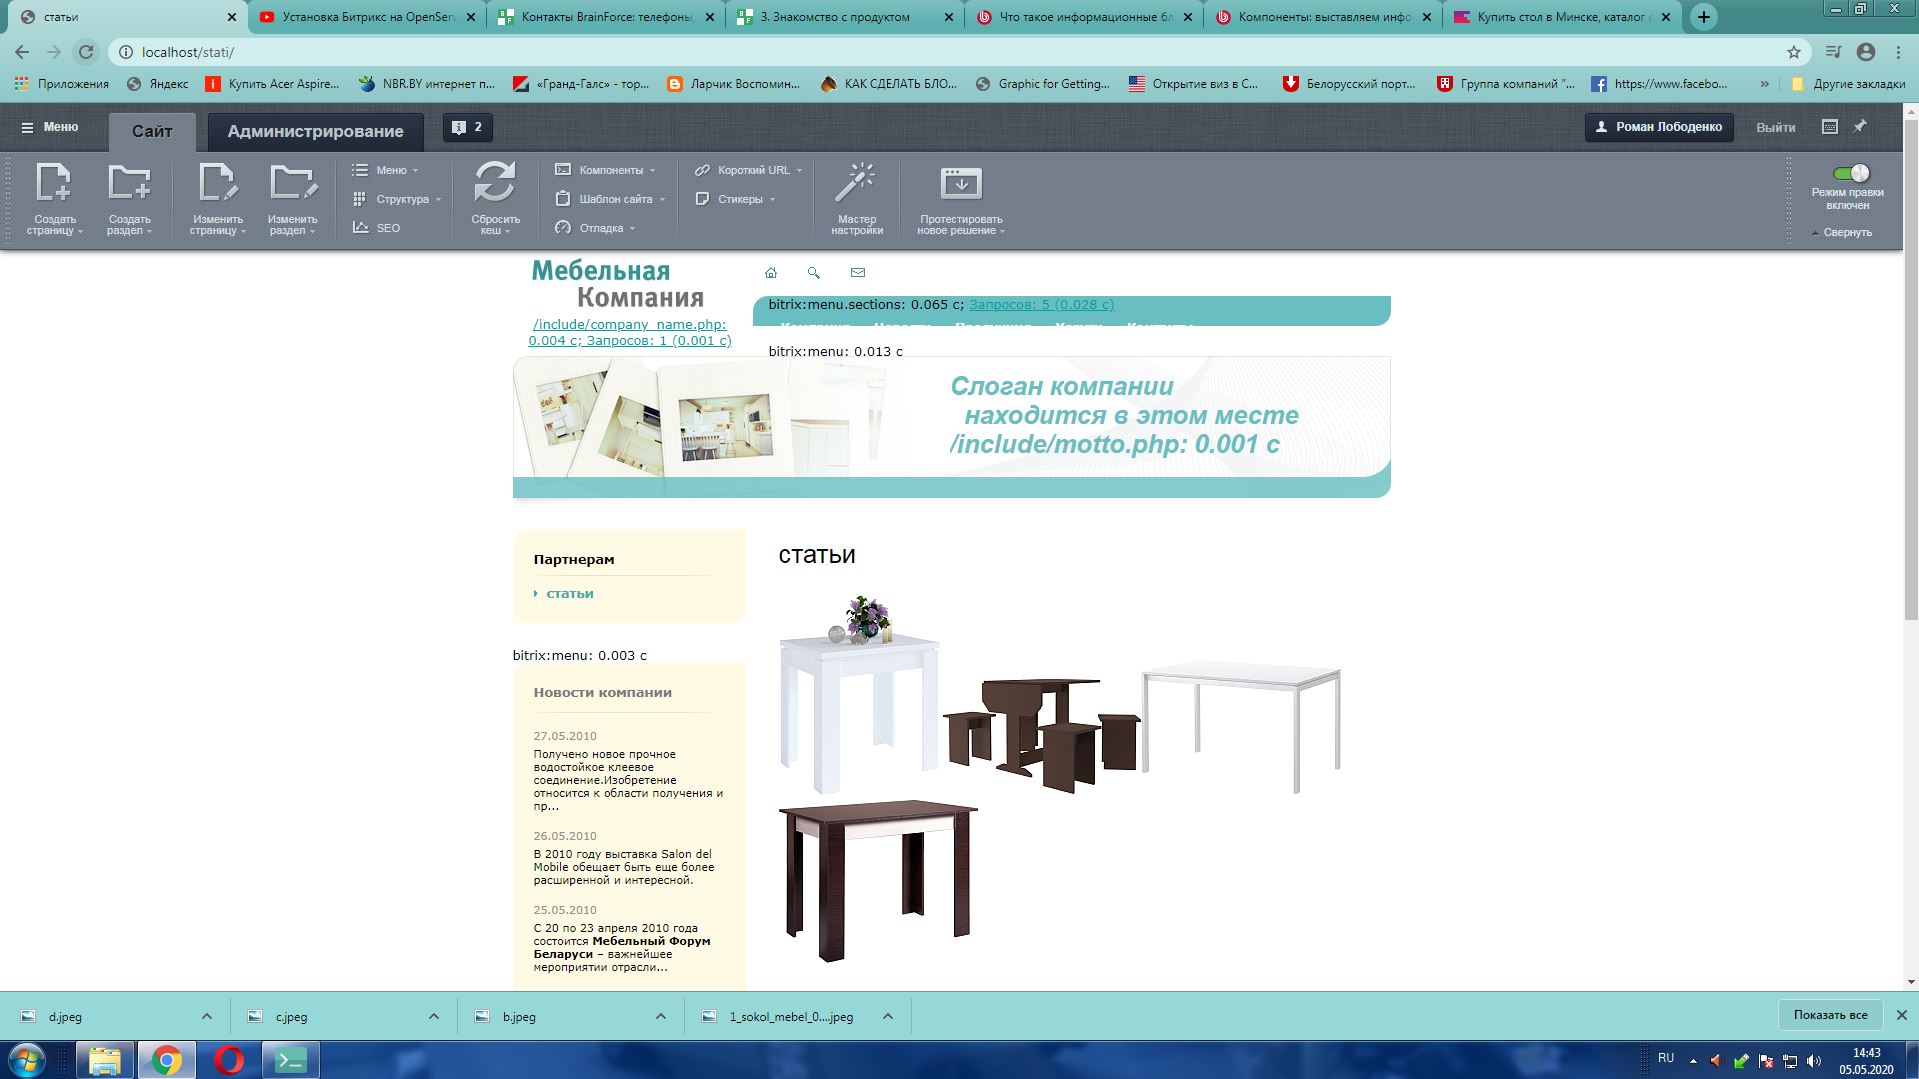 статьи
Установка Битрикс на OpenServ
Контакты BrainForce: телефоны,
3. Знакомство с продуктом
Что такое информационные бл
Компоненты: выставляем инфо
Купить стол в Минске, каталог с
localhost/stati/
Приложения
Яндекс
Купить Acer Aspire...
NBR.BY интернет п...
«Гранд-Галс» - тор...
Ларчик Воспомин...
КАК СДЕЛАТЬ БЛО...
Graphic for Getting...
Открытие виз в С...
Белорусский порт...
Группа компаний "...
https://www.facebo...
»
Другие закладки
Меню
Сайт
Администрирование
2
Роман Лободенко
Выйти
Создать
страницу
Создать
раздел
Изменить
страницу
Изменить
раздел
Меню
Структура
SEO
Сбросить
кеш
Компоненты
Шаблон сайта
Отладка
Короткий URL
Стикеры
Мастер
настройки
Протестировать
новое решение
Режим правки
включен
Свернуть
Мебельная
Компания
/include/company_name.php:
0.004 с; Запросов: 1 (0.001 с)
bitrix:menu.sections: 0.065 с; Запросов: 5 (0.028 с)
bitrix:menu: 0.013 с
Слоган компании
находится в этом месте
/include/motto.php: 0.001 с
Партнерам
статьи
bitrix:menu: 0.003 с
Новости компании
27.05.2010
Получено новое прочное
водостойкое клеевое
соединение.Изобретение
относится к области получения и
пр...
26.05.2010
В 2010 году выставка Salon del
Mobile обещает быть еще более
расширенной и интересной.
25.05.2010
С 20 по 23 апреля 2010 года
состоится Мебельный Форум
Беларуси – важнейшее
мероприятии отрасли...
статьи
d.jpeg
c.jpeg
b.jpeg
1_sokol_mebel_0....jpeg
Показать все
RU
14:43
05.05.2020